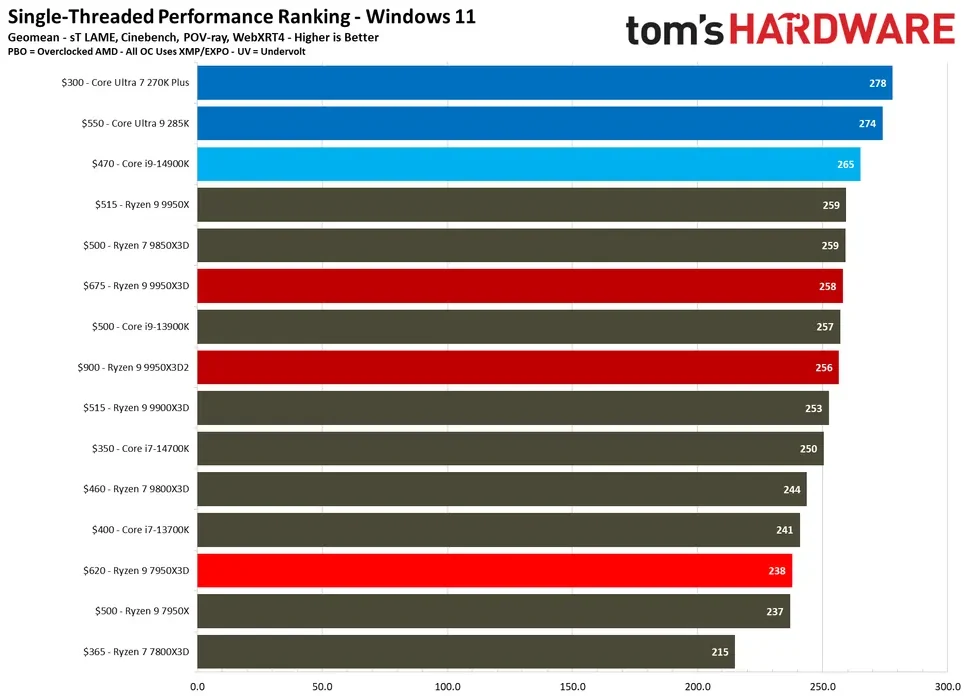 Single-Threaded Performance Ranking - Windows 11
Geomean - sT LAME, Cinebench, POV-ray, WebXRT4 - Higher is Better
PBO = Overclocked AMD - All OC Uses XMP/EXPO - UV = Undervolt
tom's HARDWARE
$300 - Core Ultra 7 270K Plus 278
$550 - Core Ultra 9 285K 274
$470 - Core i9-14900K 265
$515 - Ryzen 9 9950X 259
$500 - Ryzen 7 9850X3D 259
$675 - Ryzen 9 9950X3D 258
$500 - Core i9-13900K 257
$900 - Ryzen 9 9950X3D2 256
$515 - Ryzen 9 9900X3D 253
$350 - Core i7-14700K 250
$460 - Ryzen 7 9800X3D 244
$400 - Core i7-13700K 241
$620 - Ryzen 9 7950X3D 238
$500 - Ryzen 9 7950X 237
$365 - Ryzen 7 7800X3D 215
0.0 50.0 100.0 150.0 200.0 250.0 300.0